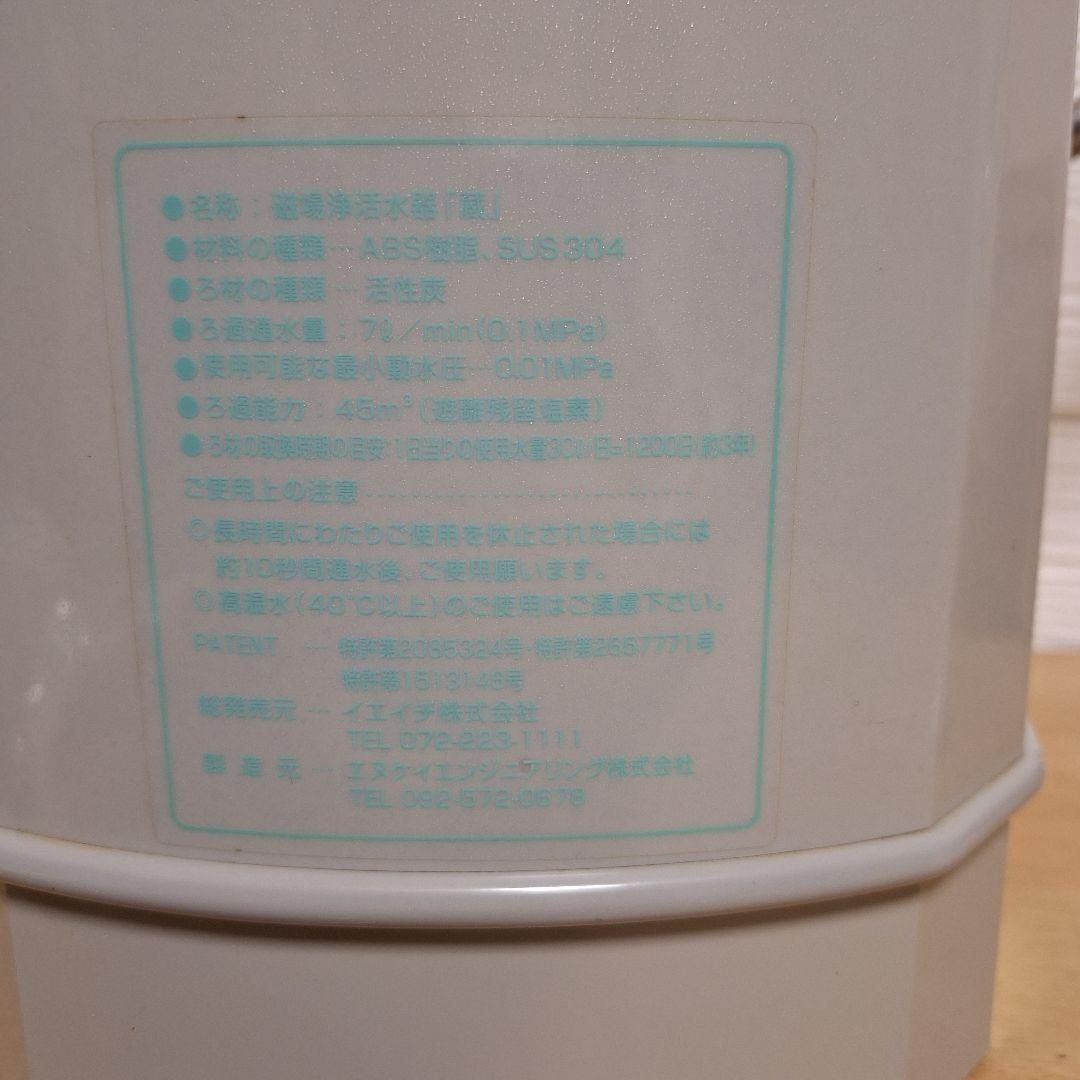 ●名称：磁場浄活水器「蔵」
●材料の種類…ABS樹脂、SUS304
●ろ材の種類…活性炭
●ろ過通水量：7ℓ／min(0.1MPa)
●使用可能な最小動水圧…0.01MPa
●ろ過能力：45m³(遊離残留塩素)
●ろ材の取換時期の目安：1日当りの使用水量30ℓ/日=1200日(約3年)
ご使用上の注意
◎長時間にわたりご使用を休止された場合には
約10秒間通水後、ご使用願います。
◎高温水(40℃以上)のご使用はご遠慮下さい。
PATENT … 特許第2085324号・特許第2657771号
特許第1513146号
総発売元 … イエイチ株式会社
TEL 072-223-1111
製造元 … エヌケイエンジニアリング株式会社
TEL 092-572-0678